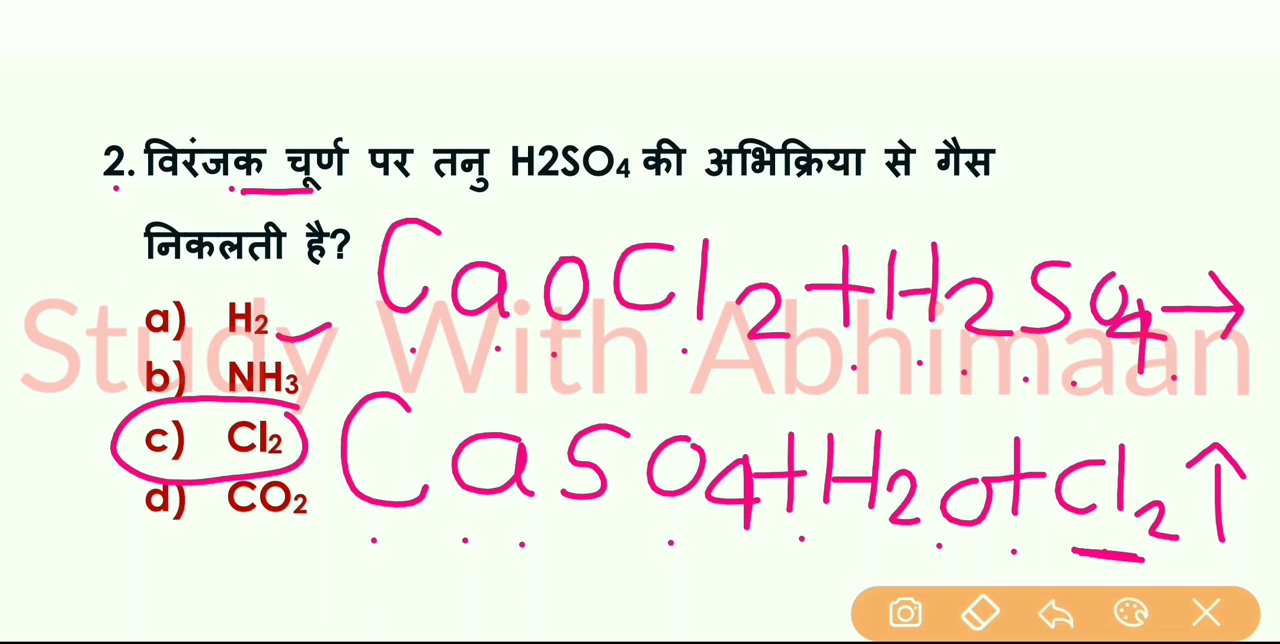 2. विरंजक चूर्ण पर तनु H2SO4 की अभिक्रिया से गैस
निकलती है?
CaOCl2+H2SO4→
a) H2
Study With Abhimaan
b) NH3
c) Cl2
CaSO4+H2O+Cl2↑
d) CO2